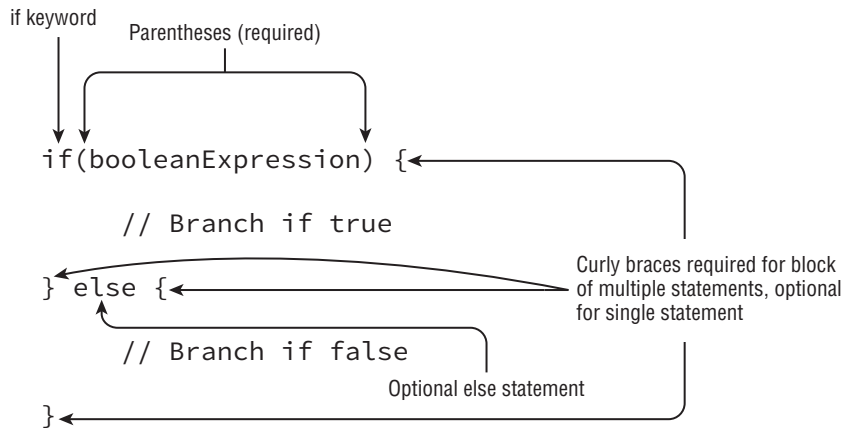 if keyword
Parentheses (required)
if(booleanExpression) {
// Branch if true
} else {
Curly braces required for block
of multiple statements, optional
for single statement
// Branch if false
Optional else statement
}